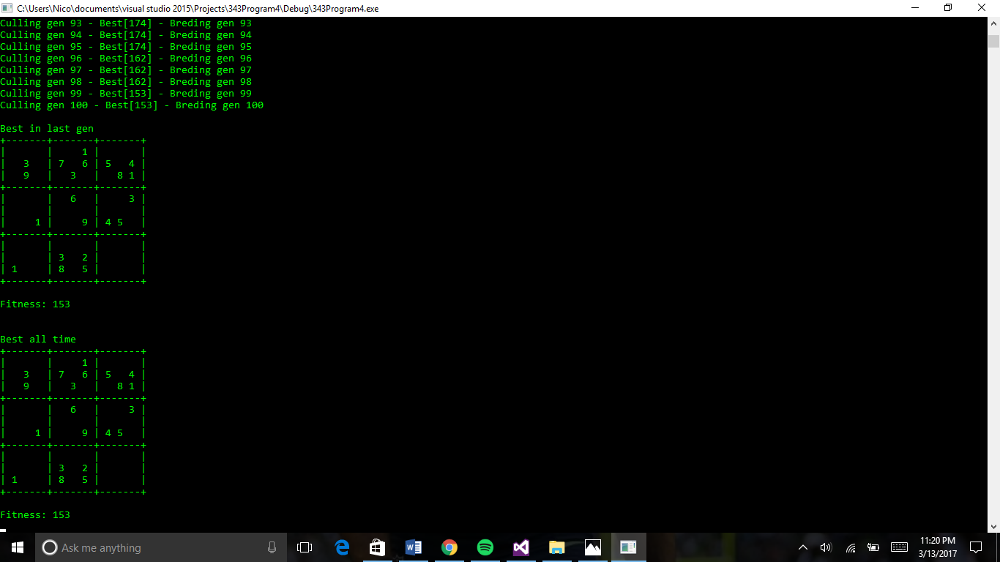 C:\Users\Nico\documents\visual studio 2015\Projects\343Program4\Debug\343Program4.exe
Culling gen 93 - Best[174] - Breding gen 93
Culling gen 94 - Best[174] - Breding gen 94
Culling gen 95 - Best[174] - Breding gen 95
Culling gen 96 - Best[162] - Breding gen 96
Culling gen 97 - Best[162] - Breding gen 97
Culling gen 98 - Best[162] - Breding gen 98
Culling gen 99 - Best[153] - Breding gen 99
Culling gen 100 - Best[153] - Breding gen 100
Best in last gen
+-------+-------+-------+
|       |     1 |       |
|   3   | 7   6 | 5   4 |
|   9   |   3   |   8 1 |
+-------+-------+-------+
|       |   6   |     3 |
|       |       |       |
|     1 |     9 | 4 5   |
+-------+-------+-------+
|       |       |       |
|       | 3   2 |       |
| 1     | 8   5 |       |
+-------+-------+-------+
Fitness: 153
Best all time
+-------+-------+-------+
|       |     1 |       |
|   3   | 7   6 | 5   4 |
|   9   |   3   |   8 1 |
+-------+-------+-------+
|       |   6   |     3 |
|       |       |       |
|     1 |     9 | 4 5   |
+-------+-------+-------+
|       |       |       |
|       | 3   2 |       |
| 1     | 8   5 |       |
+-------+-------+-------+
Fitness: 153
Ask me anything
11:20 PM
3/13/2017